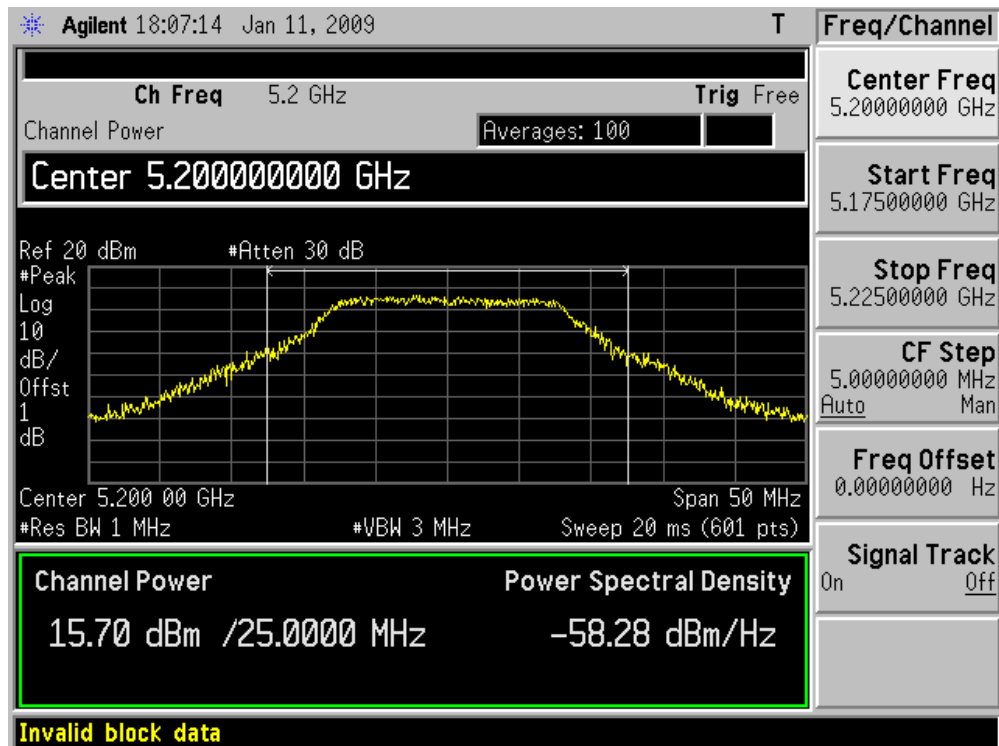 Agilent 18:07:14 Jan 11, 2009 T
Freq/Channel
Ch Freq 5.2 GHz Trig Free
Channel Power Averages: 100
Center 5.200000000 GHz
Ref 20 dBm #Atten 30 dB
#Peak
Log
10
dB/
Offst
1
dB
Center 5.200 00 GHz Span 50 MHz
#Res BW 1 MHz #VBW 3 MHz Sweep 20 ms (601 pts)
Channel Power Power Spectral Density
15.70 dBm /25.0000 MHz -58.28 dBm/Hz
Invalid block data
Center Freq
5.20000000 GHz
Start Freq
5.17500000 GHz
Stop Freq
5.22500000 GHz
CF Step
5.00000000 MHz
Auto Man
Freq Offset
0.00000000 Hz
Signal Track
On Off